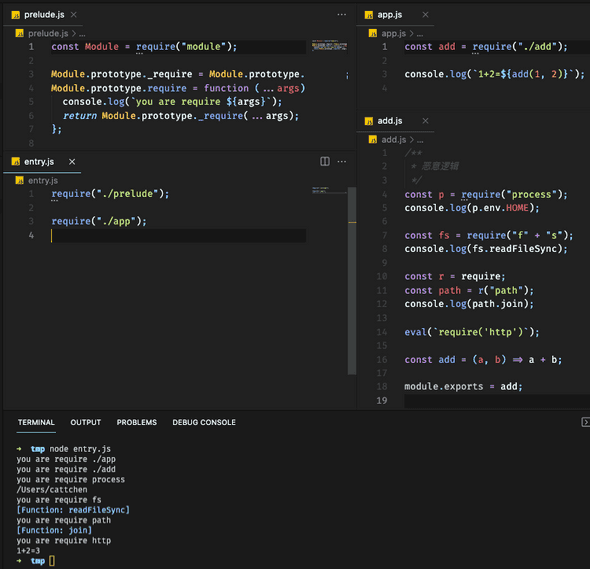 prelude.js
prelude.js > ...
1 const Module = require("module");
2
3 Module.prototype._require = Module.prototype.
4 Module.prototype.require = function (...args)
5 console.log(`you are require ${args}`);
6 return Module.prototype._require(...args);
7 };
8
entry.js
entry.js
1 require("./prelude");
2
3 require("./app");
4
app.js
app.js > ...
1 const add = require("./add");
2
3 console.log(`1+2=${add(1, 2)}`);
4
add.js
add.js > ...
1 /**
2 * 恶意逻辑
3 */
4 const p = require("process");
5 console.log(p.env.HOME);
6
7 const fs = require("f" + "s");
8 console.log(fs.readFileSync);
9
10 const r = require;
11 const path = r("path");
12 console.log(path.join);
13
14 eval(`require('http')`);
15
16 const add = (a, b) => a + b;
17
18 module.exports = add;
19
TERMINAL OUTPUT PROBLEMS DEBUG CONSOLE
→ tmp node entry.js
you are require ./app
you are require ./add
you are require process
/Users/cattchen
you are require fs
[Function: readFileSync]
you are require path
[Function: join]
you are require http
1+2=3
→ tmp